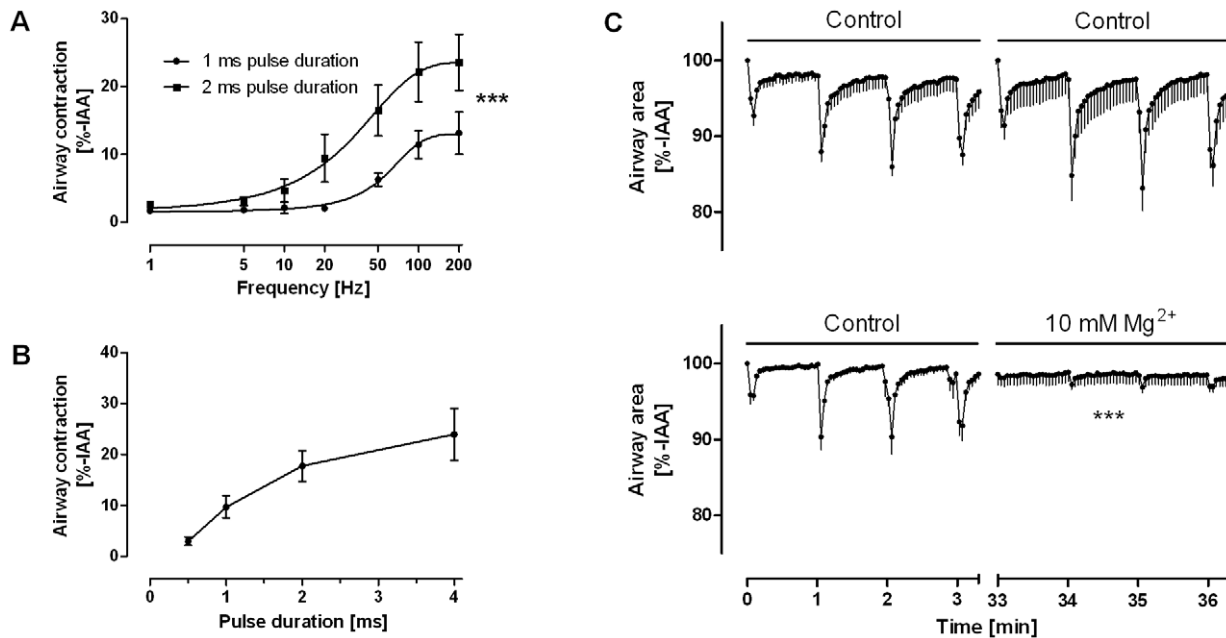 A
Airway contraction
[%-IAA]
30
20
10
0
1 ms pulse duration
2 ms pulse duration
***
1 5 10 20 50 100 200
Frequency [Hz]
B
Airway contraction
[%-IAA]
40
30
20
10
0
0 1 2 3 4
Pulse duration [ms]
C
Control Control
Airway area
[%-IAA]
100
90
80
Control 10 mM Mg²⁺
Airway area
[%-IAA]
100
90
80
***
0 1 2 3 33 34 35 36
Time [min]